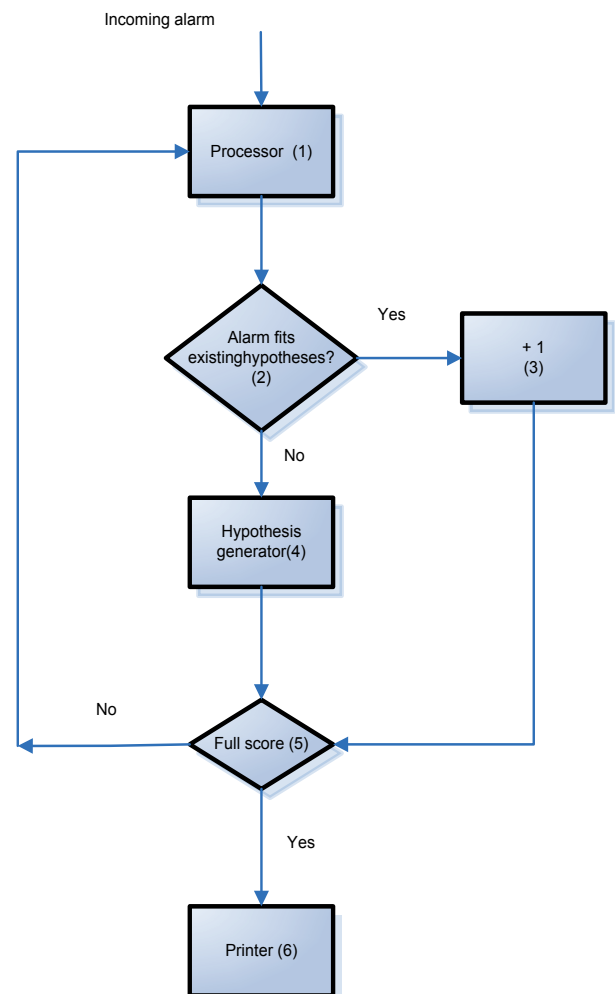 Incoming alarm
Processor (1)
Alarm fits
existinghypotheses?
(2)
Yes
+ 1
(3)
No
Hypothesis
generator(4)
No
Full score (5)
Yes
Printer (6)